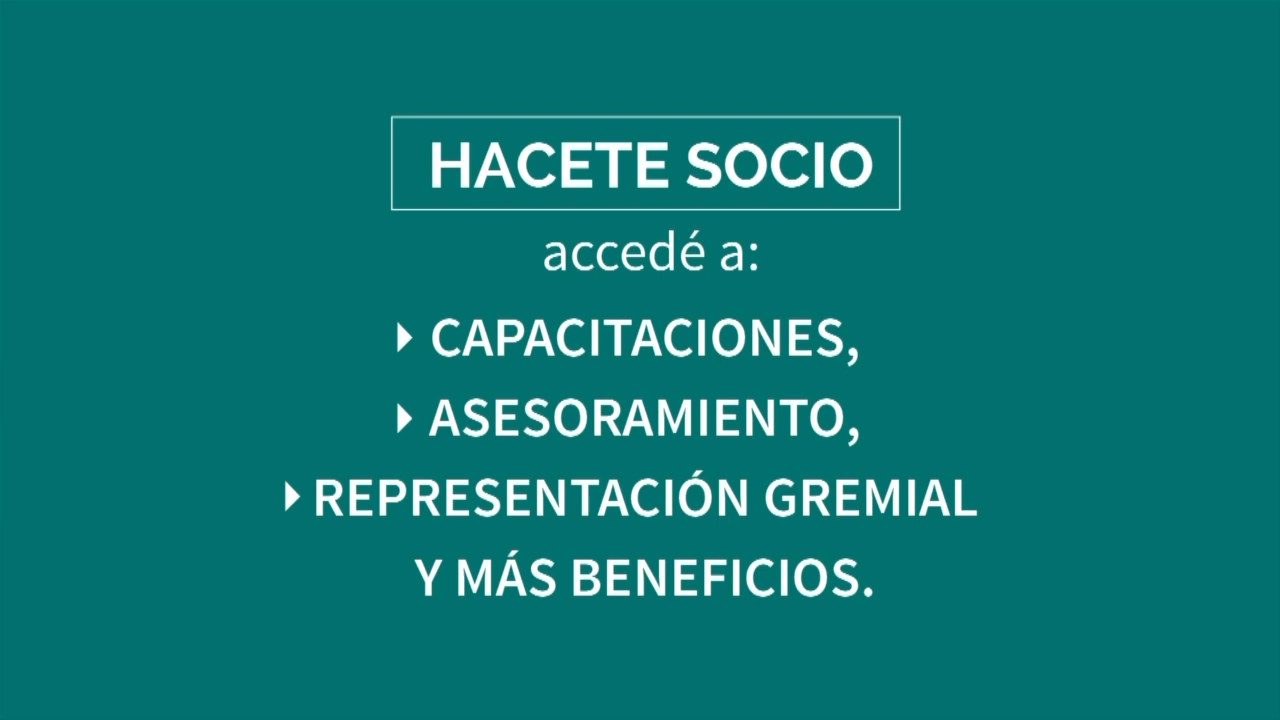 HACETE SOCIO
accedé a:
CAPACITACIONES,
ASESORAMIENTO,
REPRESENTACIÓN GREMIAL
Y MÁS BENEFICIOS.